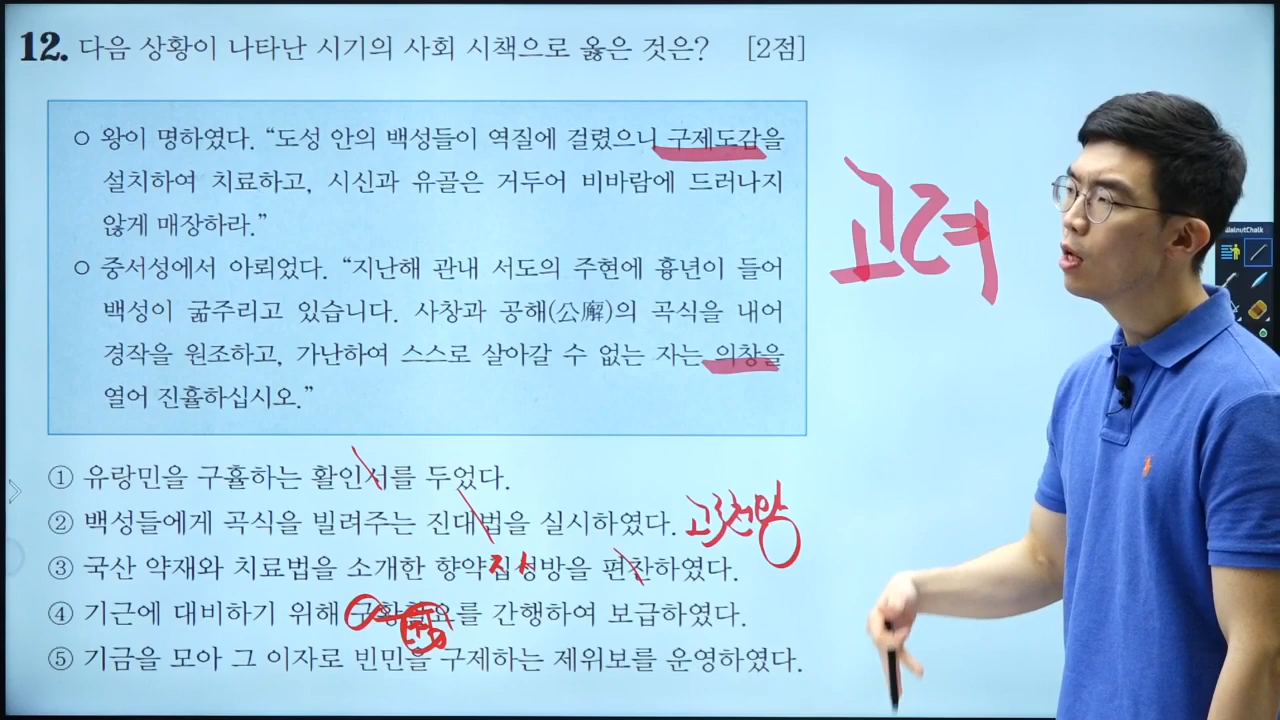 12. 다음 상황이 나타난 시기의 사회 시책으로 옳은 것은? [2점]
○ 왕이 명하였다. “도성 안의 백성들이 역질에 걸렸으니 구제도감을
설치하여 치료하고, 시신과 유골은 거두어 비바람에 드러나지
않게 매장하라.”
○ 중서성에서 아뢰었다. “지난해 관내 서도의 주현에 흉년이 들어
백성이 굶주리고 있습니다. 사창과 공해(公廨)의 곡식을 내어
경작을 원조하고, 가난하여 스스로 살아갈 수 없는 자는 의창을
열어 진휼하십시오.”
고려
WalnutChalk
① 유랑민을 구휼하는 활인서를 두었다.
② 백성들에게 곡식을 빌려주는 진대법을 실시하였다.
③ 국산 약재와 치료법을 소개한 향약집성방을 편찬하였다.
④ 기근에 대비하기 위해 구황촬요를 간행하여 보급하였다.
⑤ 기금을 모아 그 이자로 빈민을 구제하는 제위보를 운영하였다.